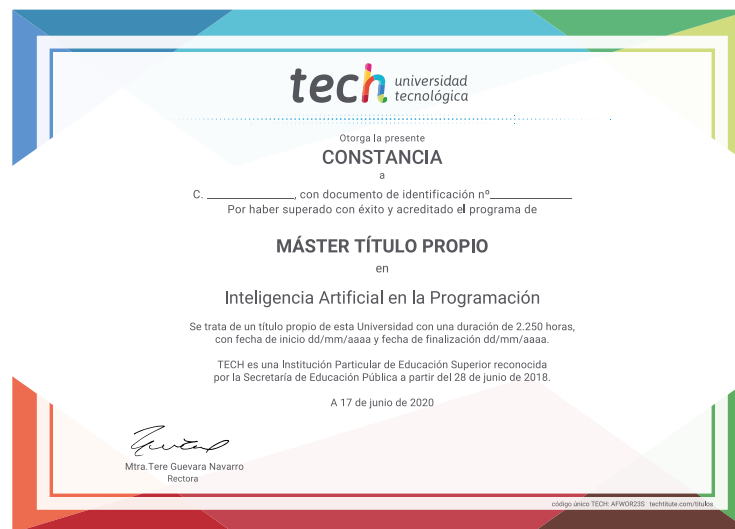 tech universidad
tecnológica
Otorga la presente
CONSTANCIA
a
C. ________________, con documento de identificación nº______________
Por haber superado con éxito y acreditado el programa de
MÁSTER TÍTULO PROPIO
en
Inteligencia Artificial en la Programación
Se trata de un título propio de esta Universidad con una duración de 2.250 horas,
con fecha de inicio dd/mm/aaaa y fecha de finalización dd/mm/aaaa.
TECH es una Institución Particular de Educación Superior reconocida
por la Secretaría de Educación Pública a partir del 28 de junio de 2018.
A 17 de junio de 2020
Mtra.Tere Guevara Navarro
Rectora
código único TECH: AFWOR23S techtitute.com/titulos